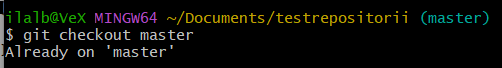 ilalb@VeX MINGW64 ~/Documents/testrepositorii (master)
$ git checkout master
Already on 'master'